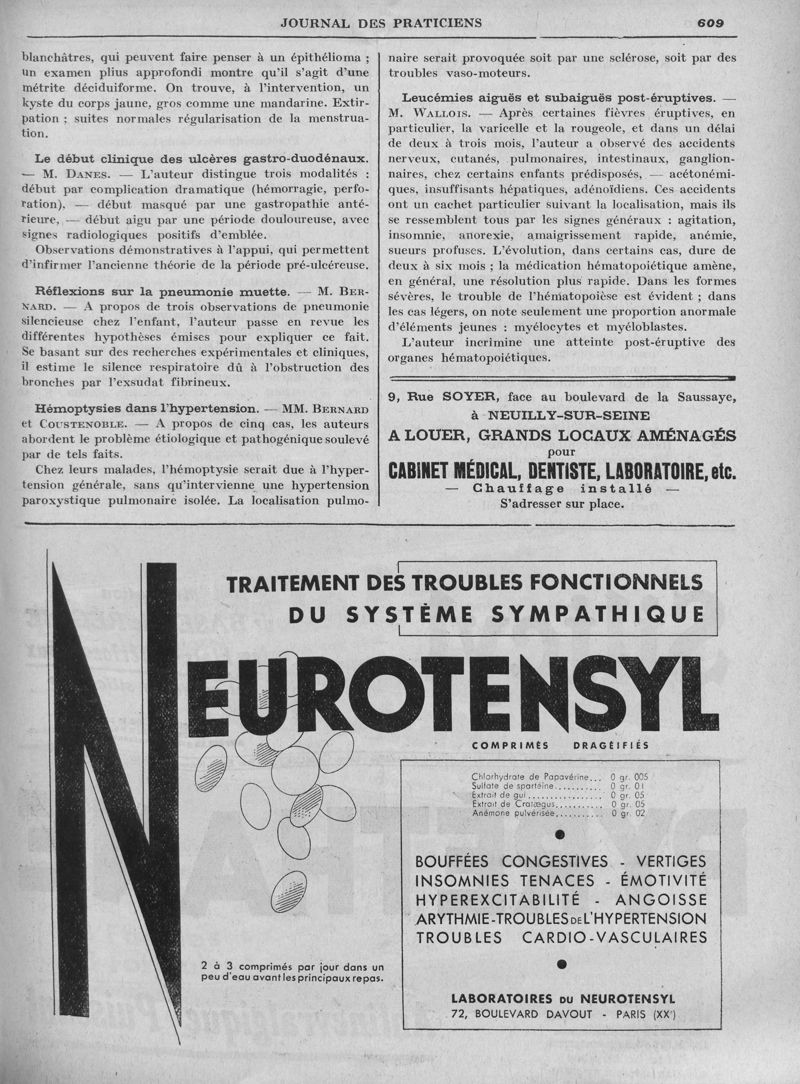 JOURNAL DES PRATICIENS 609
blanchâtres, qui peuvent faire penser à un épithélioma ;
un examen plius approfondi montre qu'il s'agit d'une
métrite déciduiforme. On trouve, à l'intervention, un
kyste du corps jaune, gros comme une mandarine. Extir-
pation ; suites normales régularisation de la menstrua-
tion.
Le début clinique des ulcères gastro-duodénaux.
— M. DANES. — L'auteur distingue trois modalités :
début par complication dramatique (hémorragie, perfo-
ration), — début masqué par une gastropathie anté-
rieure, — début aigu par une période douloureuse, avec
signes radiologiques positifs d'emblée.
Observations démonstratives à l'appui, qui permettent
d'infirmer l'ancienne théorie de la période pré-ulcéreuse.
Réflexions sur la pneumonie muette. — M. BER-
NARD. — A propos de trois observations de pneumonie
silencieuse chez l'enfant, l'auteur passe en revue les
différentes hypothèses émises pour expliquer ce fait.
Se basant sur des recherches expérimentales et cliniques,
il estime le silence respiratoire dû à l'obstruction des
bronches par l'exsudat fibrineux.
Hémoptysies dans l'hypertension. — MM. BERNARD
et COUSTENOBLE. — A propos de cinq cas, les auteurs
abordent le problème étiologique et pathogénique soulevé
par de tels faits.
Chez leurs malades, l'hémoptysie serait due à l'hyper-
tension générale, sans qu'intervienne une hypertension
paroxystique pulmonaire isolée. La localisation pulmo-
naire serait provoquée soit par une sclérose, soit par des
troubles vaso-moteurs.
Leucémies aiguës et subaiguës post-éruptives. —
M. WALLOIS. — Après certaines fièvres éruptives, en
particulier, la varicelle et la rougeole, et dans un délai
de deux à trois mois, l'auteur a observé des accidents
nerveux, cutanés, pulmonaires, intestinaux, ganglion-
naires, chez certains enfants prédisposés, — acétonémi-
ques, insuffisants hépatiques, adénoïdiens. Ces accidents
ont un cachet particulier suivant la localisation, mais ils
se ressemblent tous par les signes généraux : agitation,
insomnie, anorexie, amaigrissement rapide, anémie,
sueurs profuses. L'évolution, dans certains cas, dure de
deux à six mois ; la médication hématopoiétique amène,
en général, une résolution plus rapide. Dans les formes
sévères, le trouble de l'hématopoièse est évident ; dans
les cas légers, on note seulement une proportion anormale
d'éléments jeunes : myélocytes et myéloblastes.
L'auteur incrimine une atteinte post-éruptive des
organes hématopoiétiques.
9, Rue SOYER, face au boulevard de la Saussaye,
à NEUILLY-SUR-SEINE
A LOUER, GRANDS LOCAUX AMÉNAGÉS
pour
CABINET MÉDICAL, DENTISTE, LABORATOIRE, etc.
— Chauffage installé —
S'adresser sur place.
TRAITEMENT DES TROUBLES FONCTIONNELS
DU SYSTÈME SYMPATHIQUE
NEUROTENSYL
COMPRIMÉS DRAGÉIFIÉS
Chlorhydrate de Papavérine... 0 gr. 005
Sulfate de spartéine........... 0 gr. 01
Extrait de gui................. 0 gr. 05
Extrait de Cratægus........... 0 gr. 05
Anémone pulvérisée........... 0 gr. 02
BOUFFÉES CONGESTIVES - VERTIGES
INSOMNIES TENACES - ÉMOTIVITÉ
HYPEREXCITABILITÉ - ANGOISSE
ARYTHMIE-TROUBLES DE L'HYPERTENSION
TROUBLES CARDIO-VASCULAIRES
2 à 3 comprimés par jour dans un
peu d'eau avant les principaux repas.
LABORATOIRES DU NEUROTENSYL
72, BOULEVARD DAVOUT - PARIS (XXe)